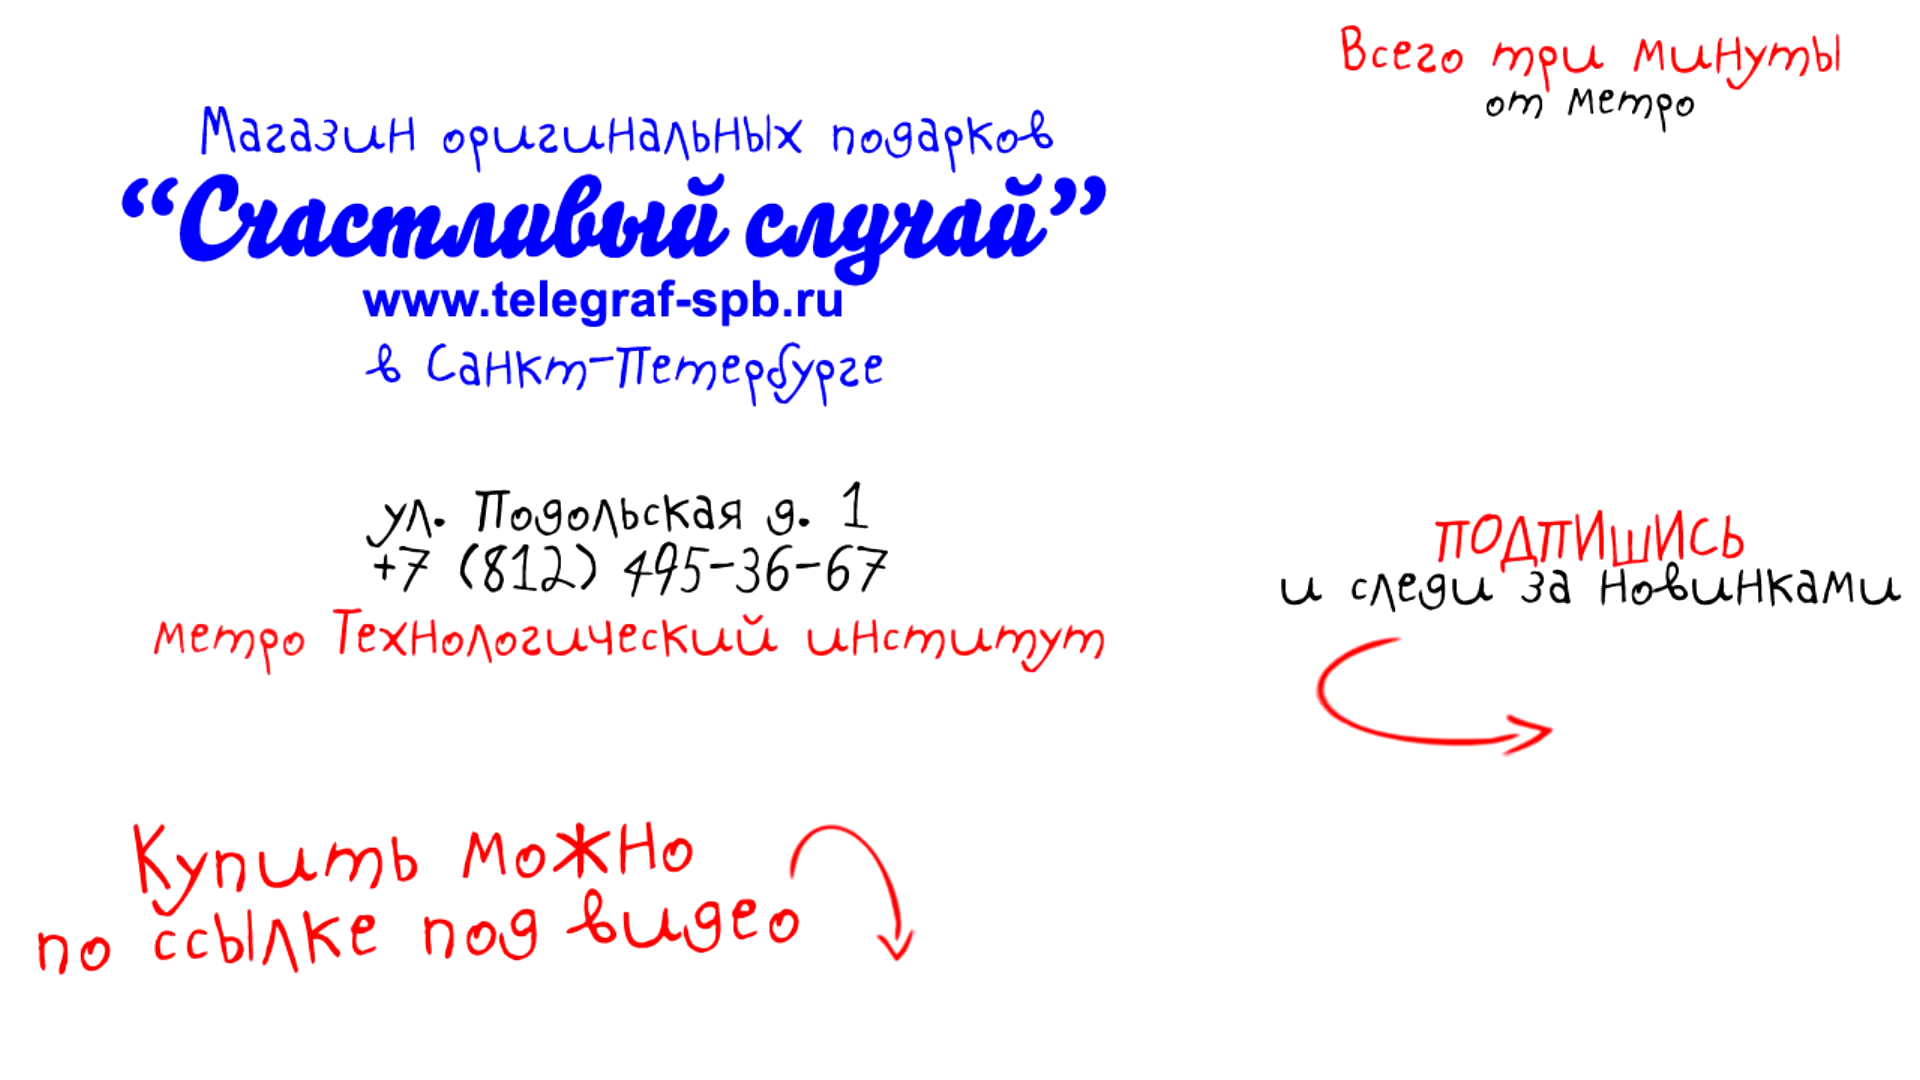 Всего три минуты
от метро
Магазин оригинальных подарков
“Счастливый случай”
www.telegraf-spb.ru
в Санкт-Петербурге
ул. Подольская д. 1
+7 (812) 495-36-67
метро Технологический институт
ПОДПИШИСЬ
и следи за новинками
Купить можно
по ссылке под видео